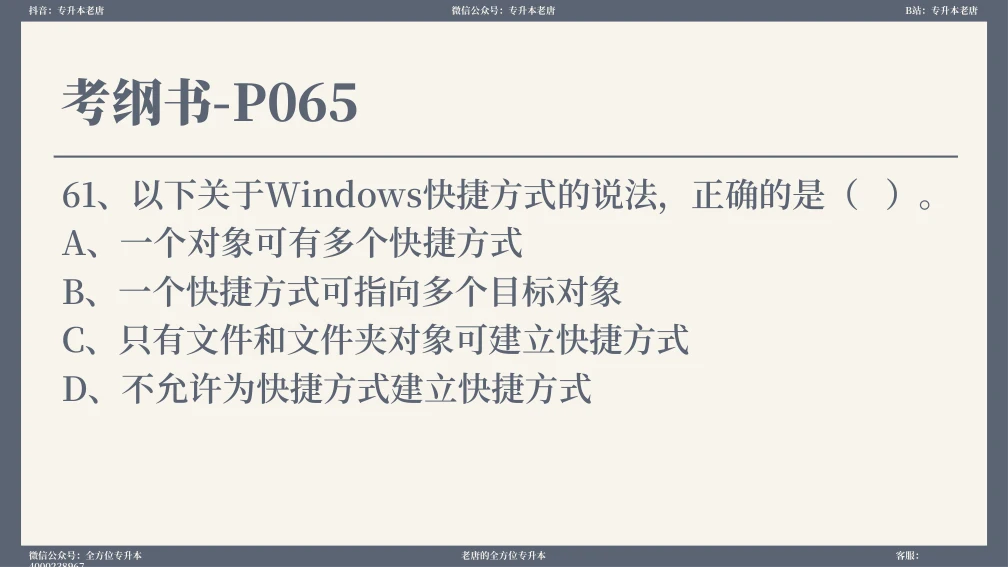 抖音：专升本老唐
微信公众号：专升本老唐
B站：专升本老唐
考纲书-P065
61、以下关于Windows快捷方式的说法，正确的是（  ）。
A、一个对象可有多个快捷方式
B、一个快捷方式可指向多个目标对象
C、只有文件和文件夹对象可建立快捷方式
D、不允许为快捷方式建立快捷方式
微信公众号：全方位专升本
老唐的全方位专升本
客服：
4000238967